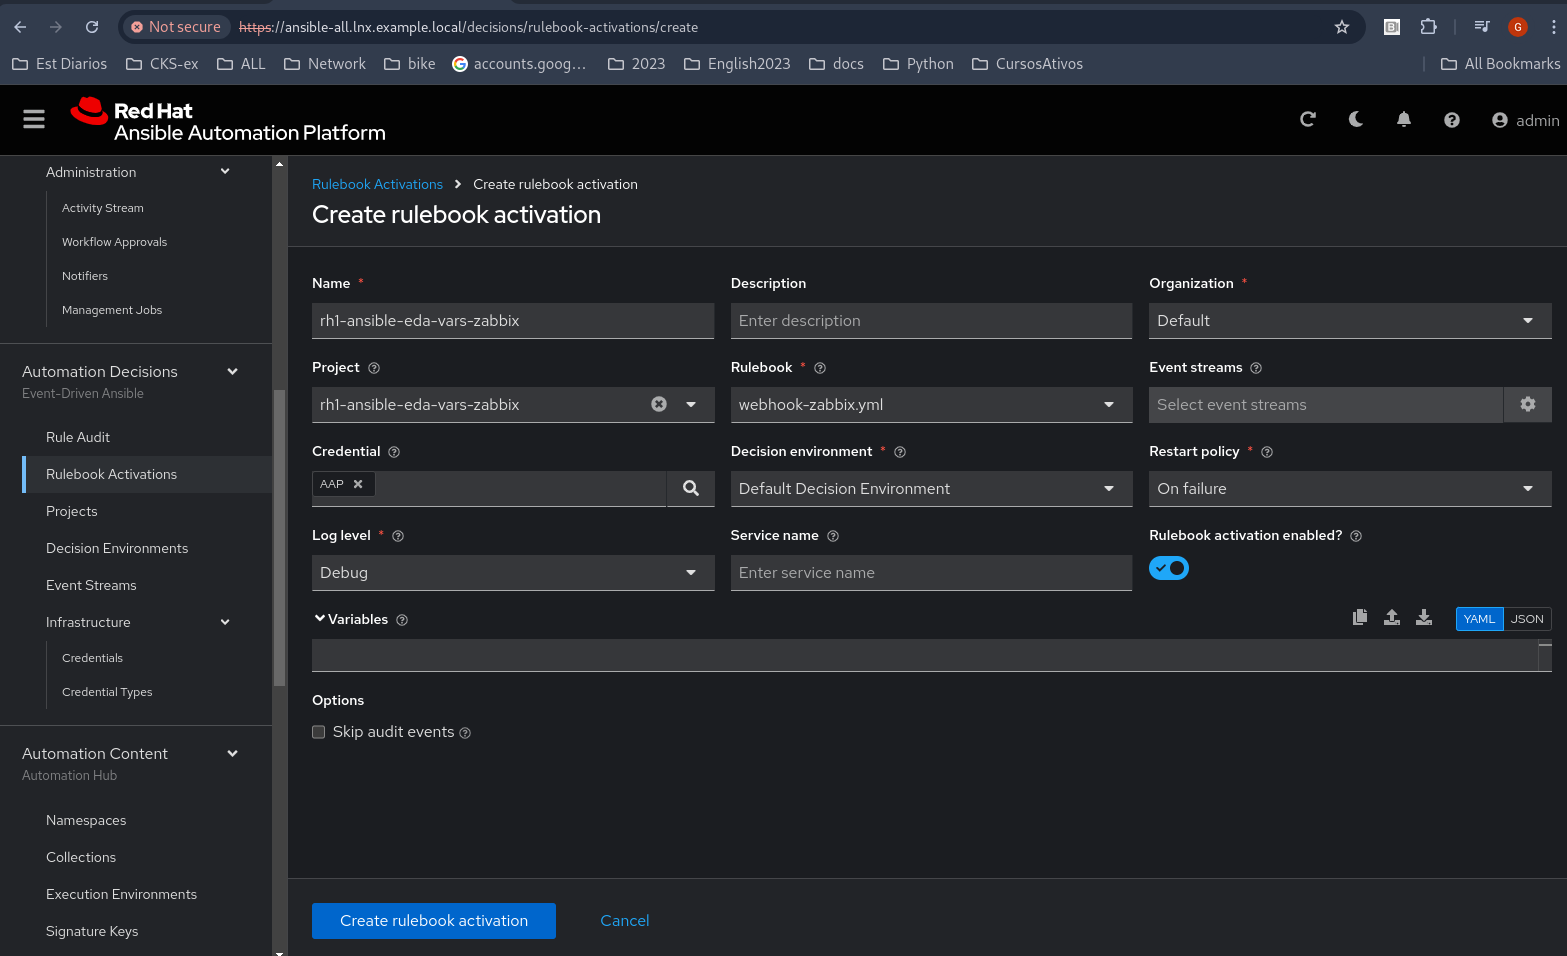 Not secure https://ansible-all.lnx.example.local/decisions/rulebook-activations/create G
Est Diarios CKS-ex ALL Network bike accounts.goog... 2023 English2023 docs Python CursosAtivos All Bookmarks
Red Hat
Ansible Automation Platform
admin
Administration
Activity Stream
Workflow Approvals
Notifiers
Management Jobs
Automation Decisions
Event-Driven Ansible
Rule Audit
Rulebook Activations
Projects
Decision Environments
Event Streams
Infrastructure
Credentials
Credential Types
Automation Content
Automation Hub
Namespaces
Collections
Execution Environments
Signature Keys
Rulebook Activations Create rulebook activation
Create rulebook activation
Name * Description Organization *
rh1-ansible-eda-vars-zabbix Enter description Default
Project Rulebook * Event streams
rh1-ansible-eda-vars-zabbix webhook-zabbix.yml Select event streams
Credential Decision environment * Restart policy *
AAP Default Decision Environment On failure
Log level * Service name Rulebook activation enabled?
Debug Enter service name
Variables YAML JSON
Options
Skip audit events
Create rulebook activation Cancel